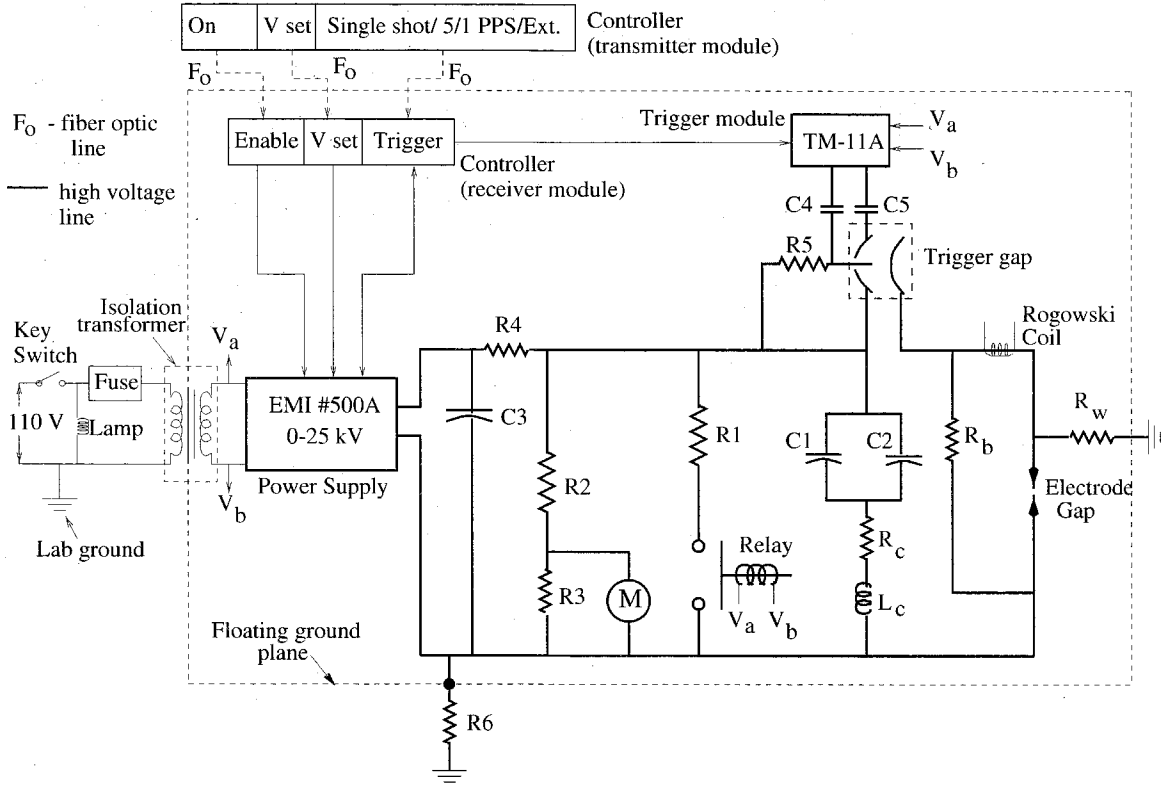 On V set Single shot/ 5/1 PPS/Ext.
Controller
(transmitter module)
Fo Fo Fo
Fo - fiber optic
line
high voltage
line
Enable V set Trigger
Controller
(receiver module)
Trigger module
TM-11A
Va
Vb
C4 C5
R5
Trigger gap
Isolation
transformer
Key
Switch
Va
Fuse
110 V
Lamp
Vb
Lab ground
EMI #500A
0-25 kV
Power Supply
R4
C3
R2
R3
M
R1
Relay
Va Vb
C1 C2
Rc
Lc
Rogowski
Coil
Rb
Rw
Electrode
Gap
Floating ground
plane
R6